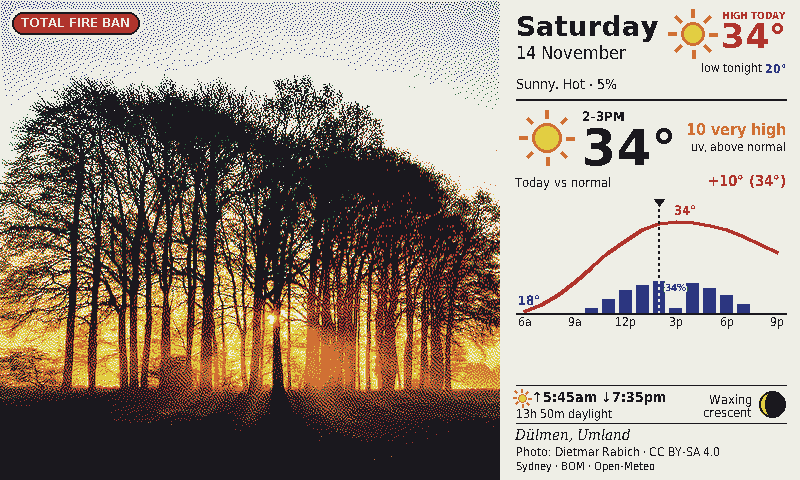 TOTAL FIRE BAN
Saturday
14 November
HIGH TODAY
34°
low tonight 20°
Sunny. Hot · 5%
2-3PM
34°
10 very high
uv, above normal
Today vs normal
+10° (34°)
34°
34%
18°
6a 9a 12p 3p 6p 9p
↑5:45am ↓7:35pm
13h 50m daylight
Waxing
crescent
Dülmen, Umland
Photo: Dietmar Rabich · CC BY-SA 4.0
Sydney · BOM · Open-Meteo